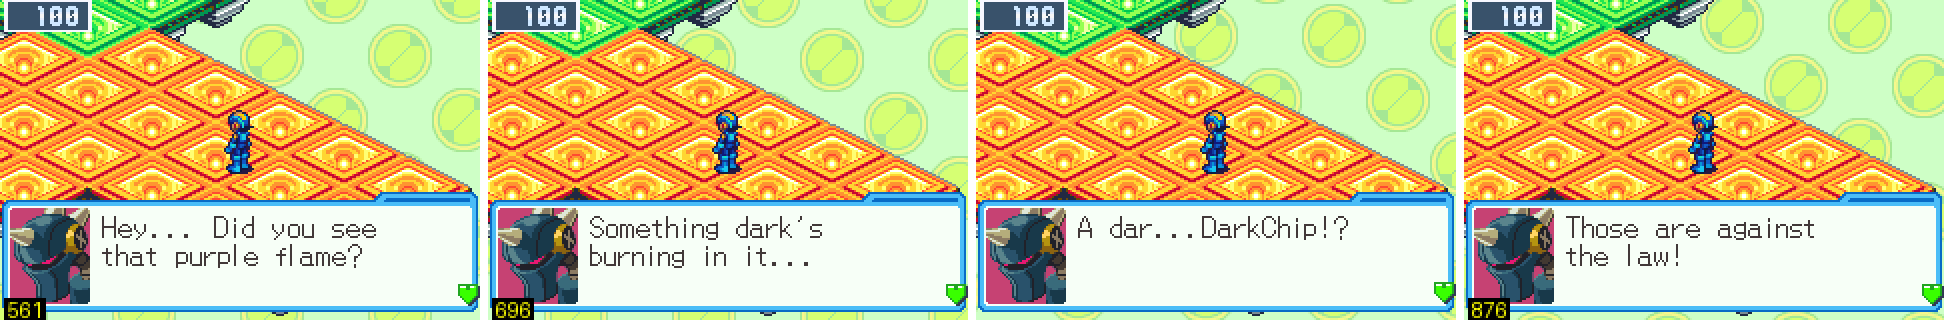 100
Hey... Did you see
that purple flame?
561
100
Something dark's
burning in it...
696
100
A dar...DarkChip!?
100
Those are against
the law!
876